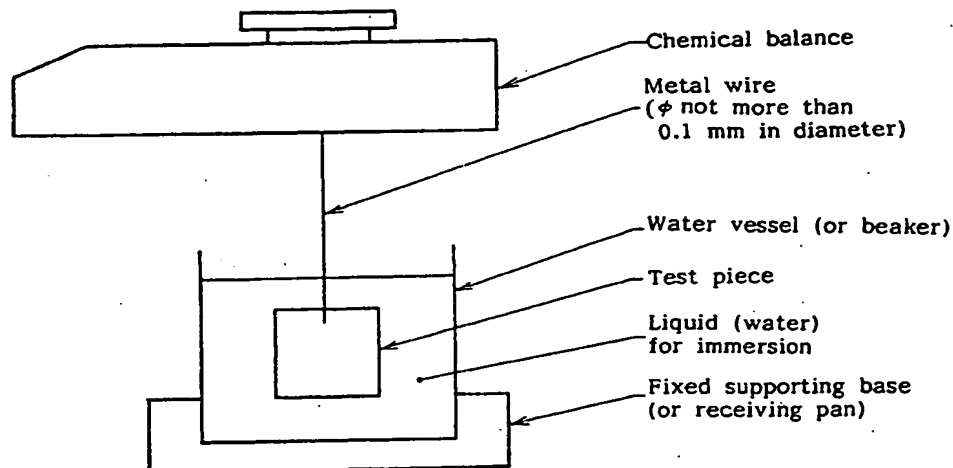 Chemical balance
Metal wire
(φ not more than
0.1 mm in diameter)
Water vessel (or beaker)
Test piece
Liquid (water)
for immersion
Fixed supporting base
(or receiving pan)